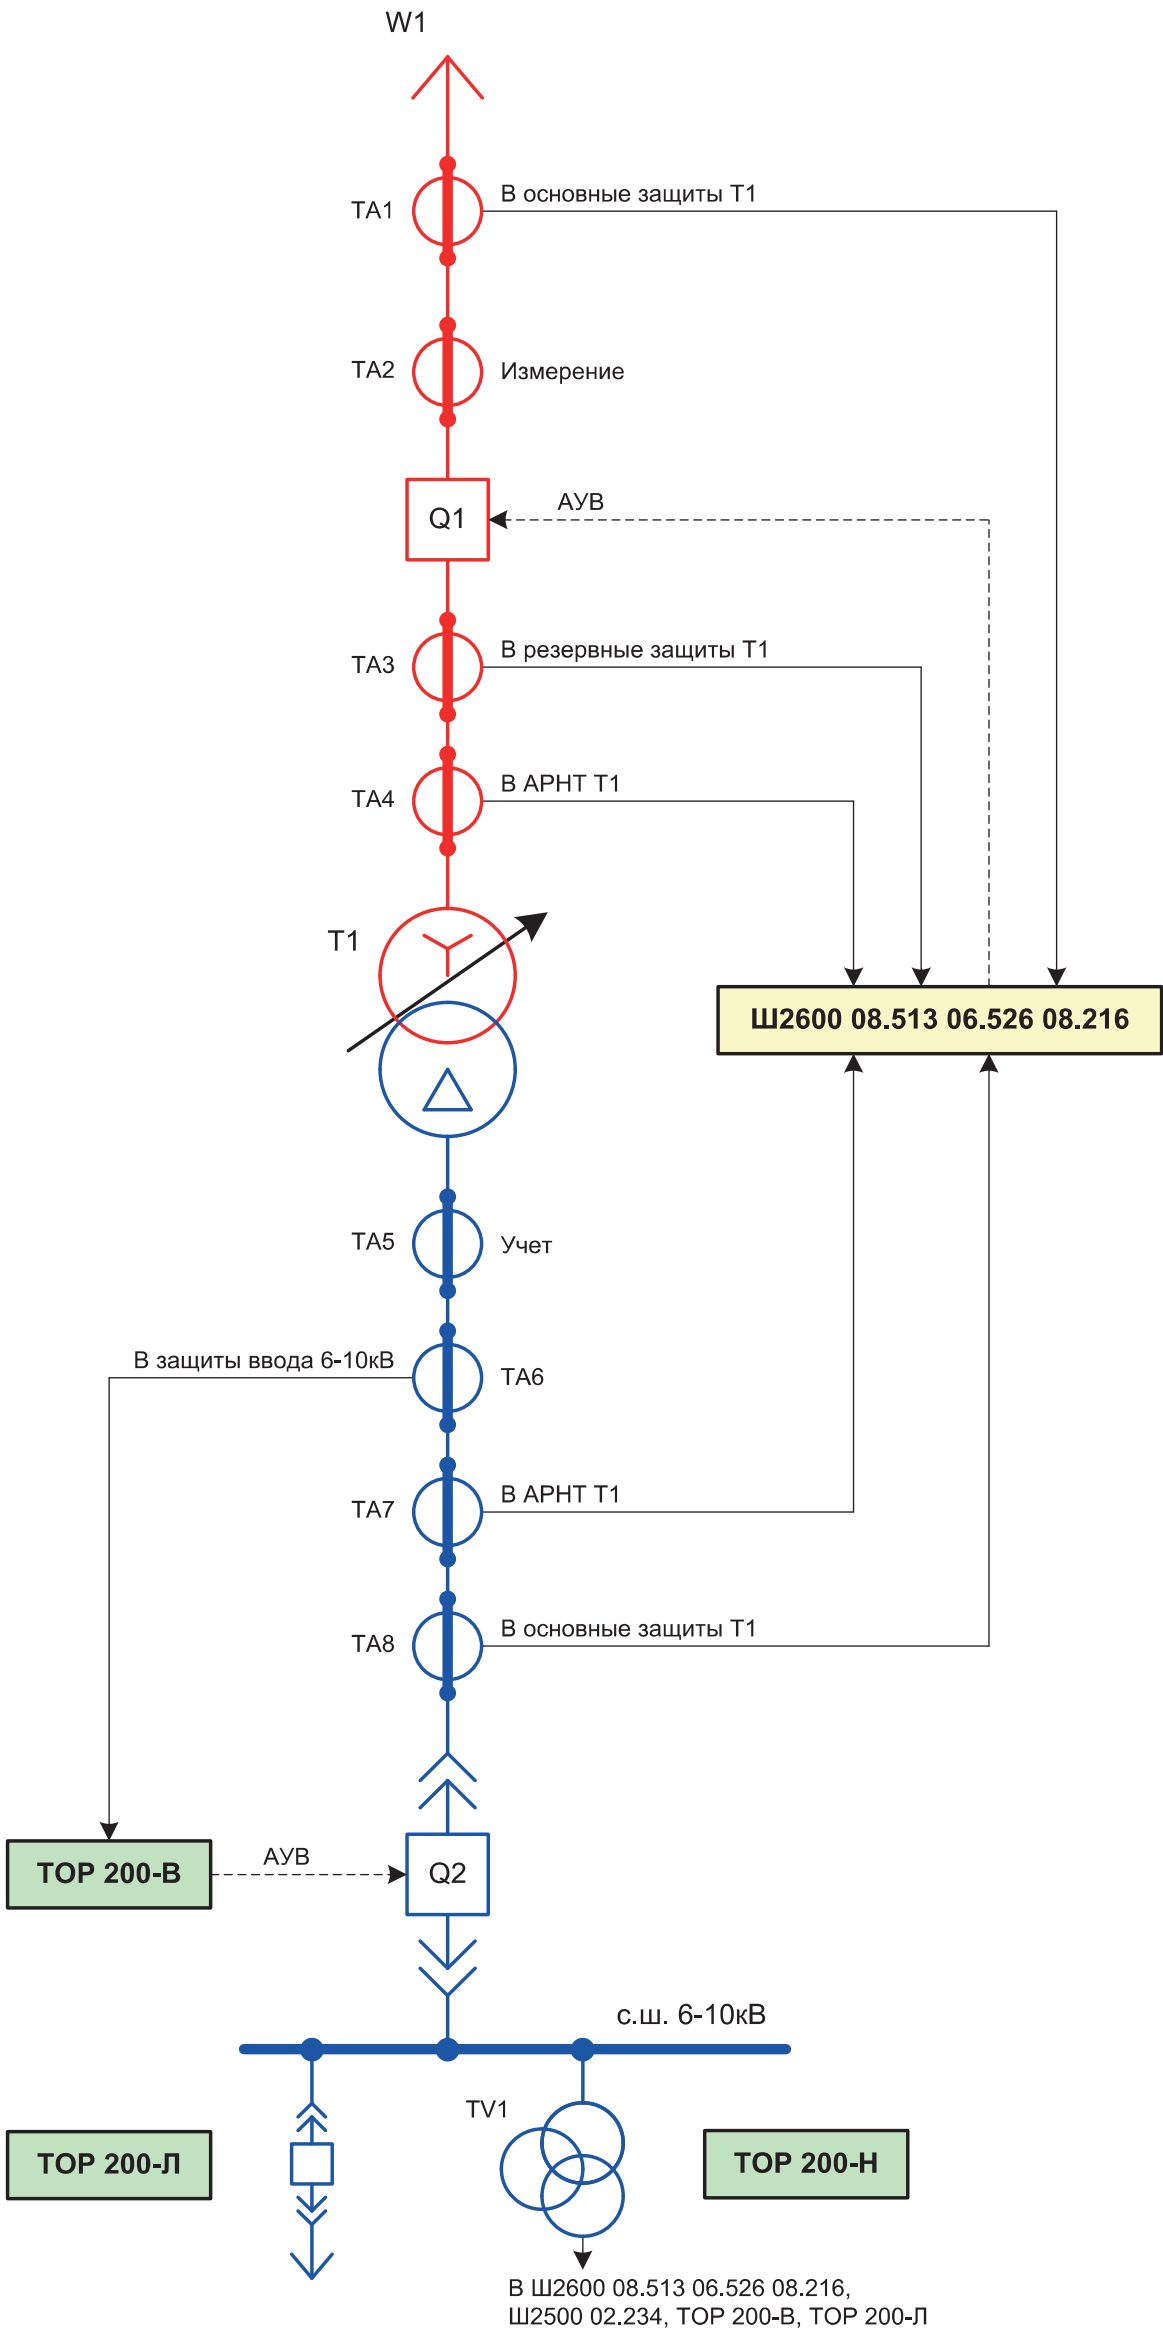 W1
TA1
В основные защиты Т1
TA2
Измерение
Q1
АУВ
TA3
В резервные защиты Т1
TA4
В АРНТ Т1
T1
Ш2600 08.513 06.526 08.216
TA5
Учет
В защиты ввода 6-10кВ
TA6
TA7
В АРНТ Т1
TA8
В основные защиты Т1
ТОР 200-В
АУВ
Q2
с.ш. 6-10кВ
TV1
ТОР 200-Л
ТОР 200-Н
В Ш2600 08.513 06.526 08.216,
Ш2500 02.234, ТОР 200-В, ТОР 200-Л